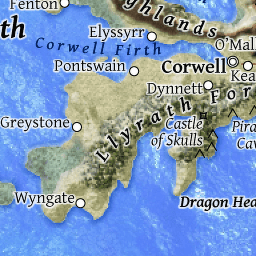 Fenton
Highlands
th
Elyssyrr
Corwell Firth
O'Mal
Pontswain
Corwell
Kea
Dynnett
Llyrath For
Greystone
Castle
of Skulls
Pira
Cav
Wyngate
Dragon Hea